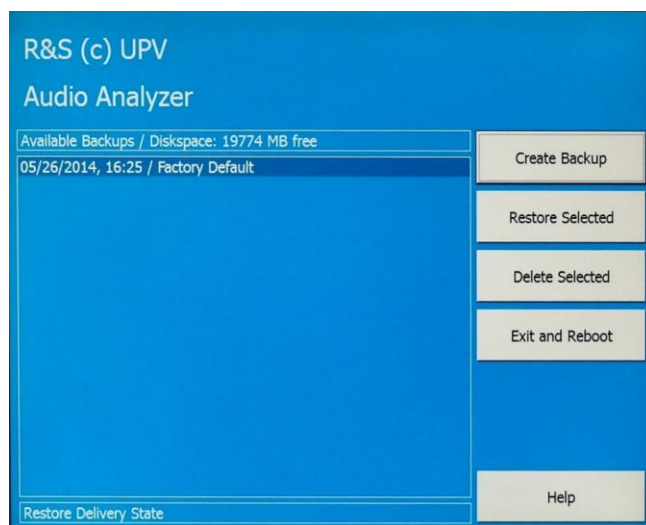 R&S (c) UPV
Audio Analyzer
Available Backups / Diskspace: 19774 MB free
05/26/2014, 16:25 / Factory Default
Create Backup
Restore Selected
Delete Selected
Exit and Reboot
Help
Restore Delivery State